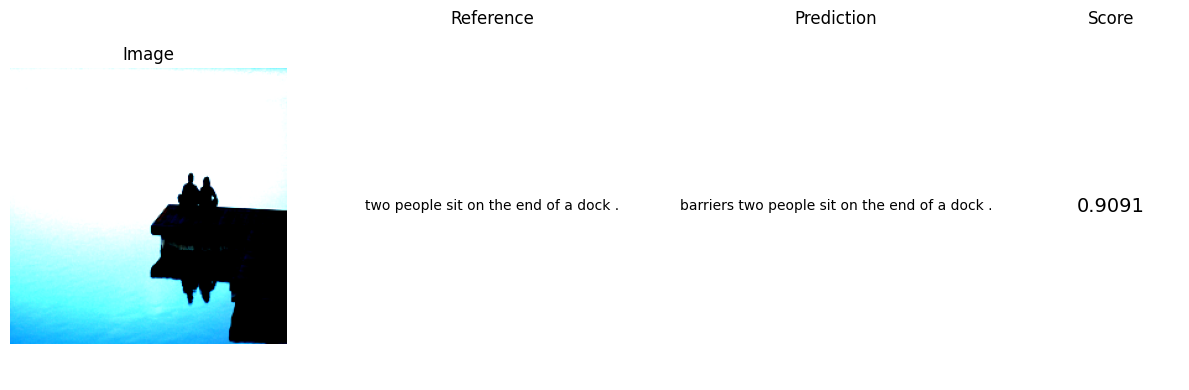 Reference
Prediction
Score
Image
two people sit on the end of a dock .
barriers two people sit on the end of a dock .
0.9091